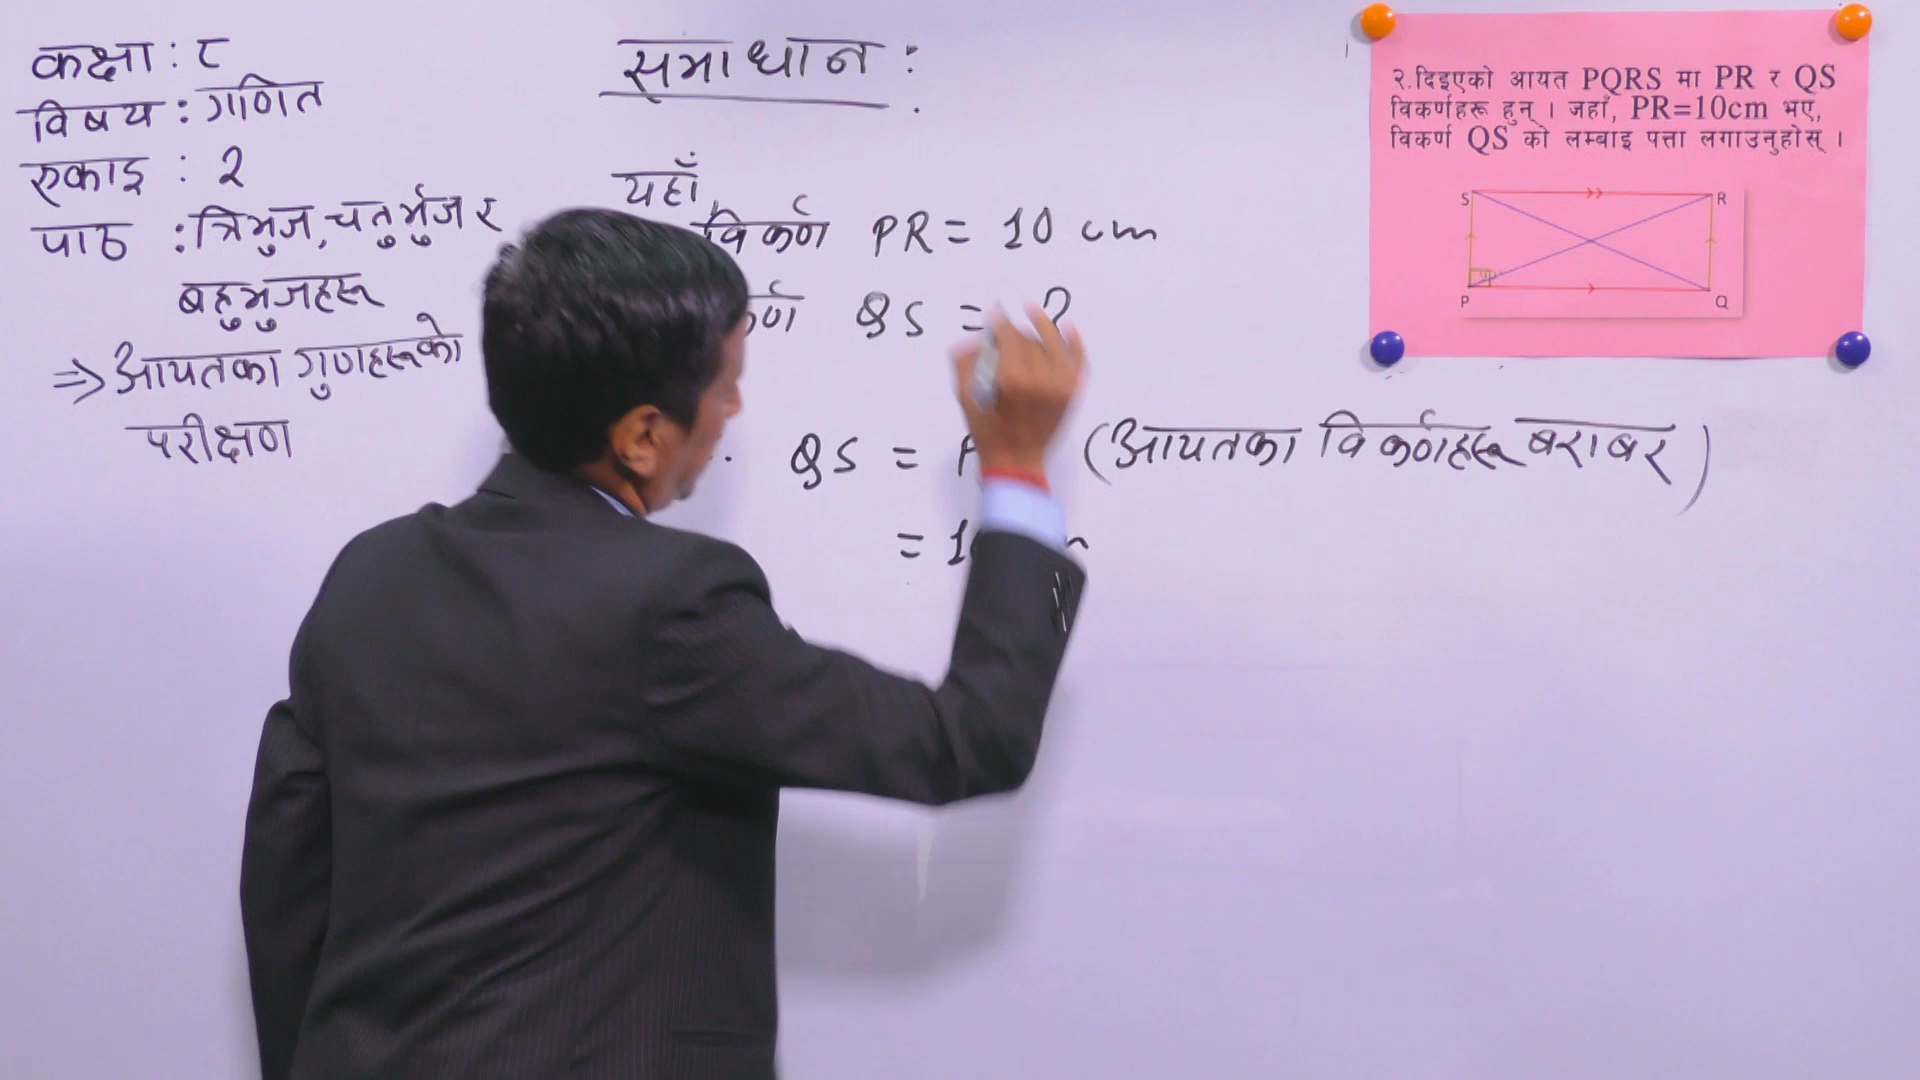 कक्षा : ८
विषय : गणित
एकाइ : २
पाठ : त्रिभुज, चतुर्भुज र
बहुभुजहरू
⇒ आयतका गुणहरूको
परीक्षण
समाधान :
यहाँ,
विकर्ण PR = 10 cm
QS = ?
QS = (आयतका विकर्णहरू बराबर)
=
२.दिइएको आयत PQRS मा PR र QS
विकर्णहरू हुन् । जहाँ, PR=10cm भए,
विकर्ण QS को लम्बाइ पत्ता लगाउनुहोस् ।
S R
P Q